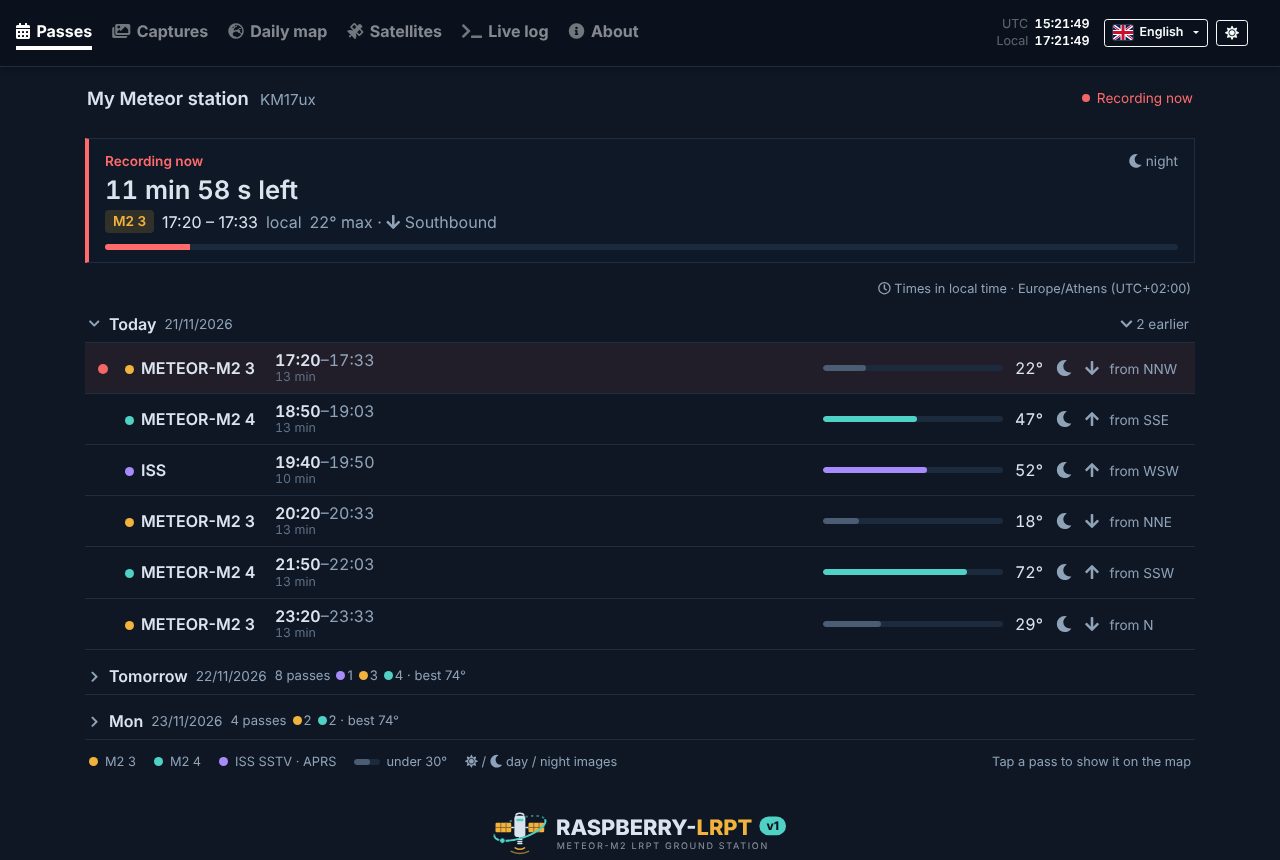 Passes Captures Daily map Satellites Live log About
UTC 15:21:49
Local 17:21:49
English
My Meteor station KM17ux
Recording now
Recording now
night
11 min 58 s left
M2 3 17:20 – 17:33 local 22° max · Southbound
Times in local time · Europe/Athens (UTC+02:00)
Today 21/11/2026
2 earlier
METEOR-M2 3 17:20–17:33 22° from NNW
13 min
METEOR-M2 4 18:50–19:03 47° from SSE
13 min
ISS 19:40–19:50 52° from WSW
10 min
METEOR-M2 3 20:20–20:33 18° from NNE
13 min
METEOR-M2 4 21:50–22:03 72° from SSW
13 min
METEOR-M2 3 23:20–23:33 29° from N
13 min
Tomorrow 22/11/2026 8 passes 1 3 4 · best 74°
Mon 23/11/2026 4 passes 2 2 · best 74°
M2 3 M2 4 ISS SSTV · APRS under 30° / day / night images
Tap a pass to show it on the map
RASPBERRY-LRPT v1
METEOR-M2 LRPT GROUND STATION